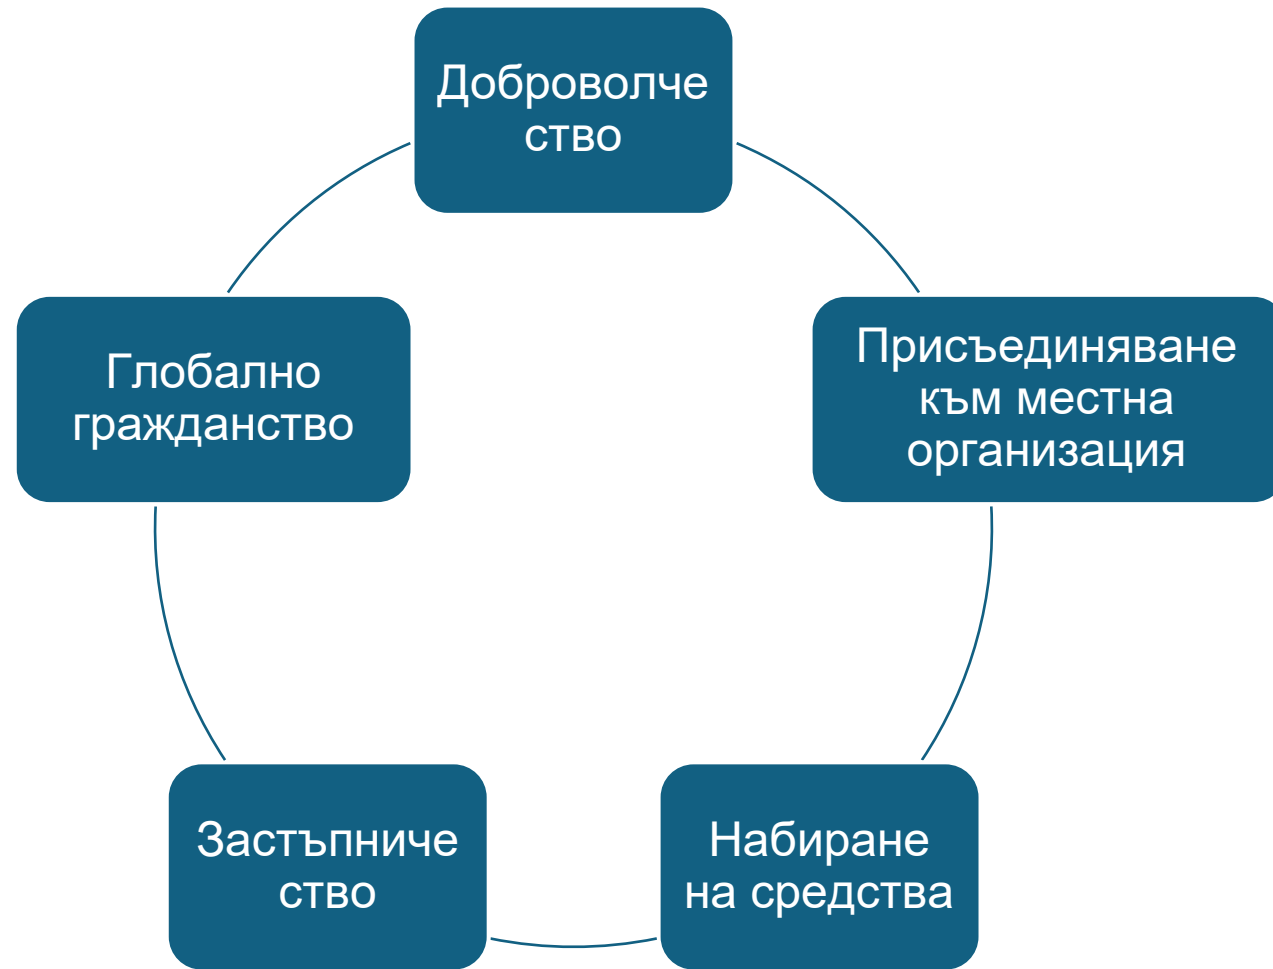 Доброволче
ство
Присъединяване
към местна
организация
Набиране
на средства
Застъпниче
ство
Глобално
гражданство